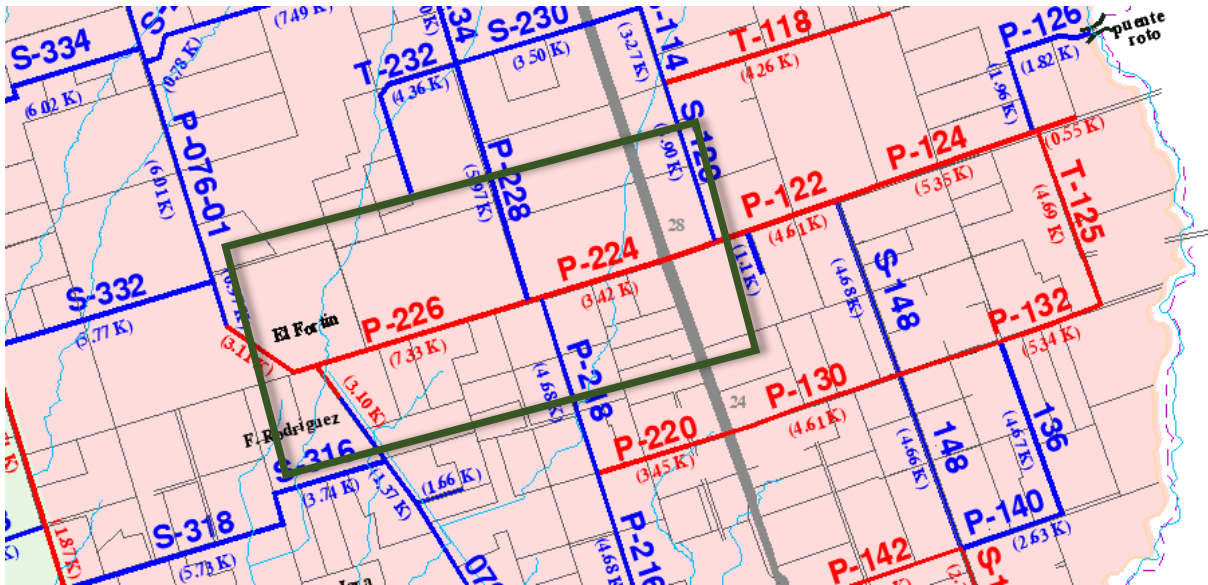 (7.49 K)
S-334
(6.02 K)
(0.78 K)
P-076-01
(6.01 K)
T-232
(4.36 K)
S-230
(3.50 K)
(3.27 K)
T-118
(4.26 K)
P-126
(1.82 K)
puente
roto
(1.96 K)
P-124
(5.35 K)
(0.55 K)
T-125
(4.69 K)
P-228
(5.97 K)
P-122
(4.61 K)
28
P-224
(3.42 K)
(1.1 K)
S-332
(5.77 K)
El Fortin
P-226
(7.33 K)
(3.10 K)
P-218
(4.68 K)
(4.68 K)
S-148
P-132
(5.34 K)
P-130
(4.61 K)
24
F. Rodriguez
P-220
(3.45 K)
S-316
(3.74 K)
(1.37 K)
(1.66 K)
S-318
(5.73 K)
148
(4.66 K)
136
(4.67 K)
P-140
(2.63 K)
P-216
(4.68 K)
P-142